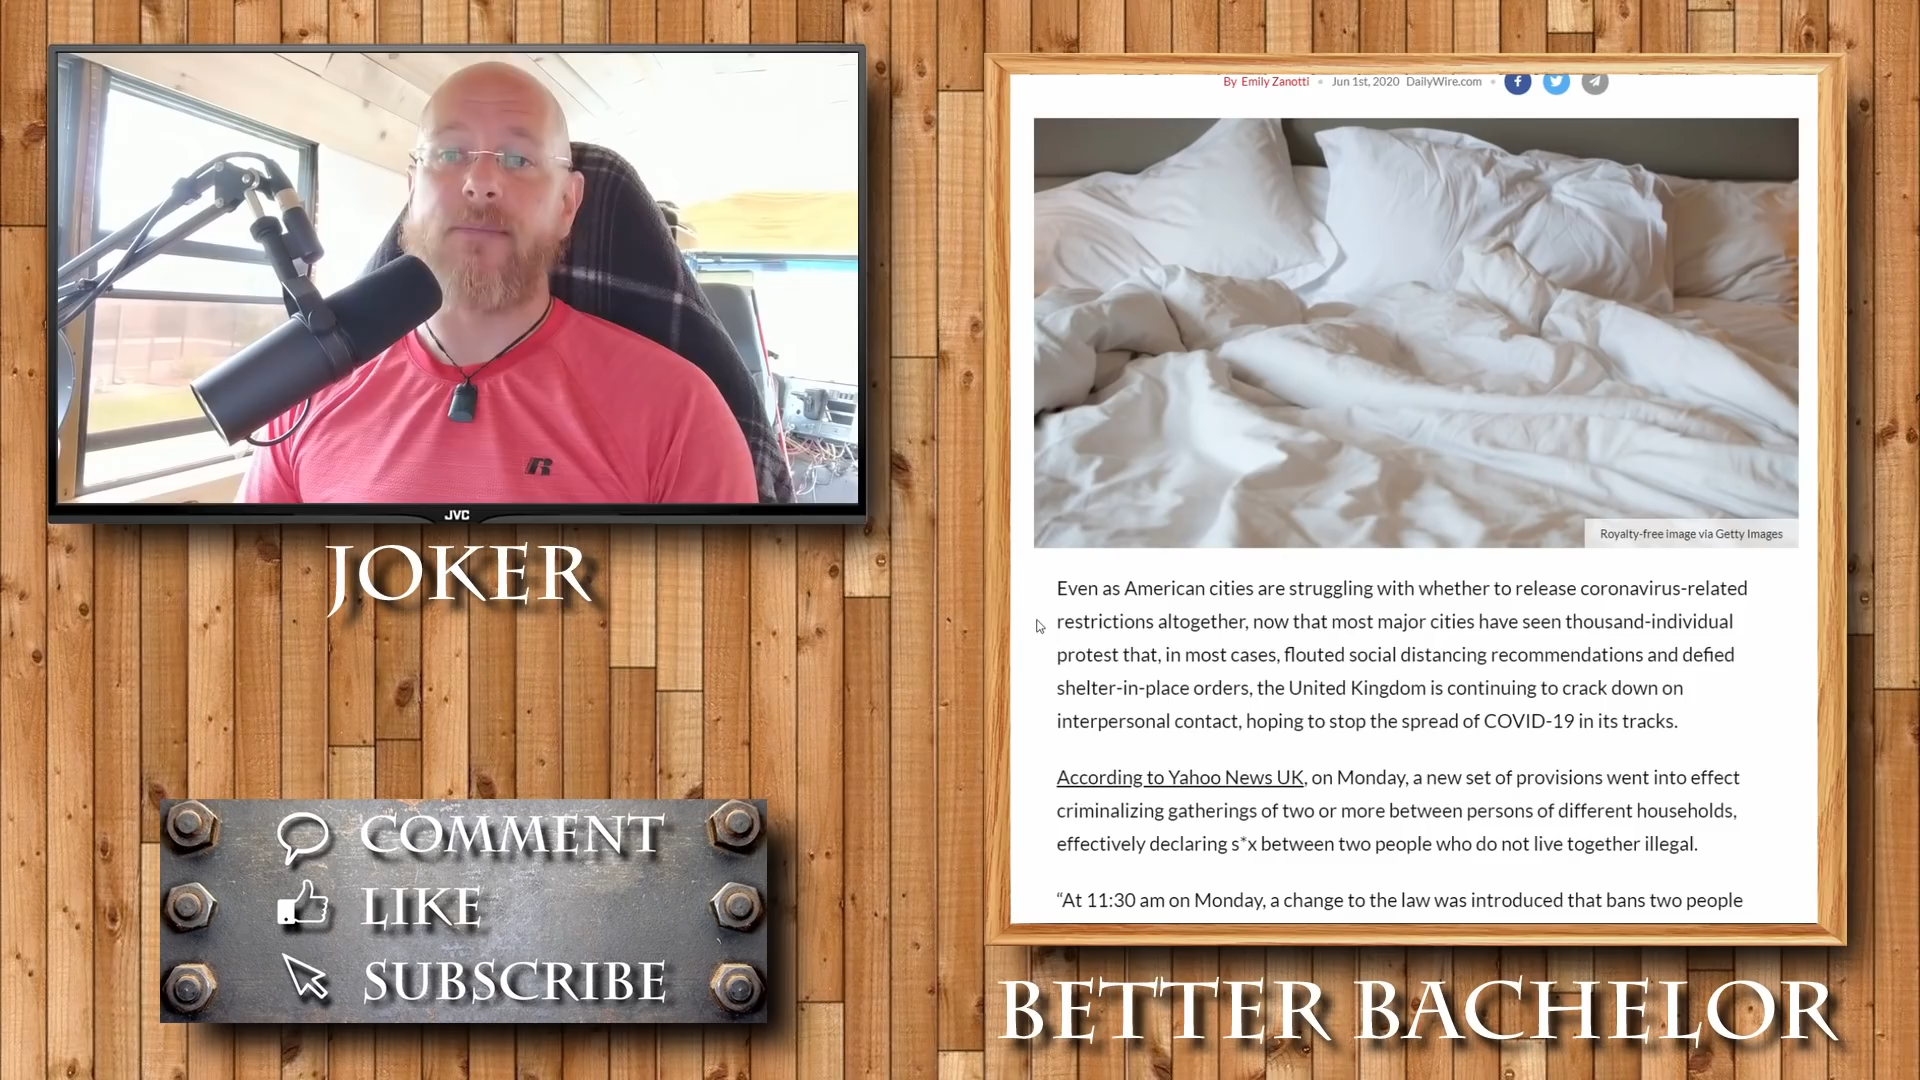 JVC
JOKER
COMMENT
LIKE
SUBSCRIBE
By Emily Zanotti • Jun 1st, 2020 DailyWire.com •
Royalty-free image via Getty Images
Even as American cities are struggling with whether to release coronavirus-related
restrictions altogether, now that most major cities have seen thousand-individual
protest that, in most cases, flouted social distancing recommendations and defied
shelter-in-place orders, the United Kingdom is continuing to crack down on
interpersonal contact, hoping to stop the spread of COVID-19 in its tracks.
According to Yahoo News UK, on Monday, a new set of provisions went into effect
criminalizing gatherings of two or more between persons of different households,
effectively declaring s*x between two people who do not live together illegal.
“At 11:30 am on Monday, a change to the law was introduced that bans two people
BETTER BACHELOR